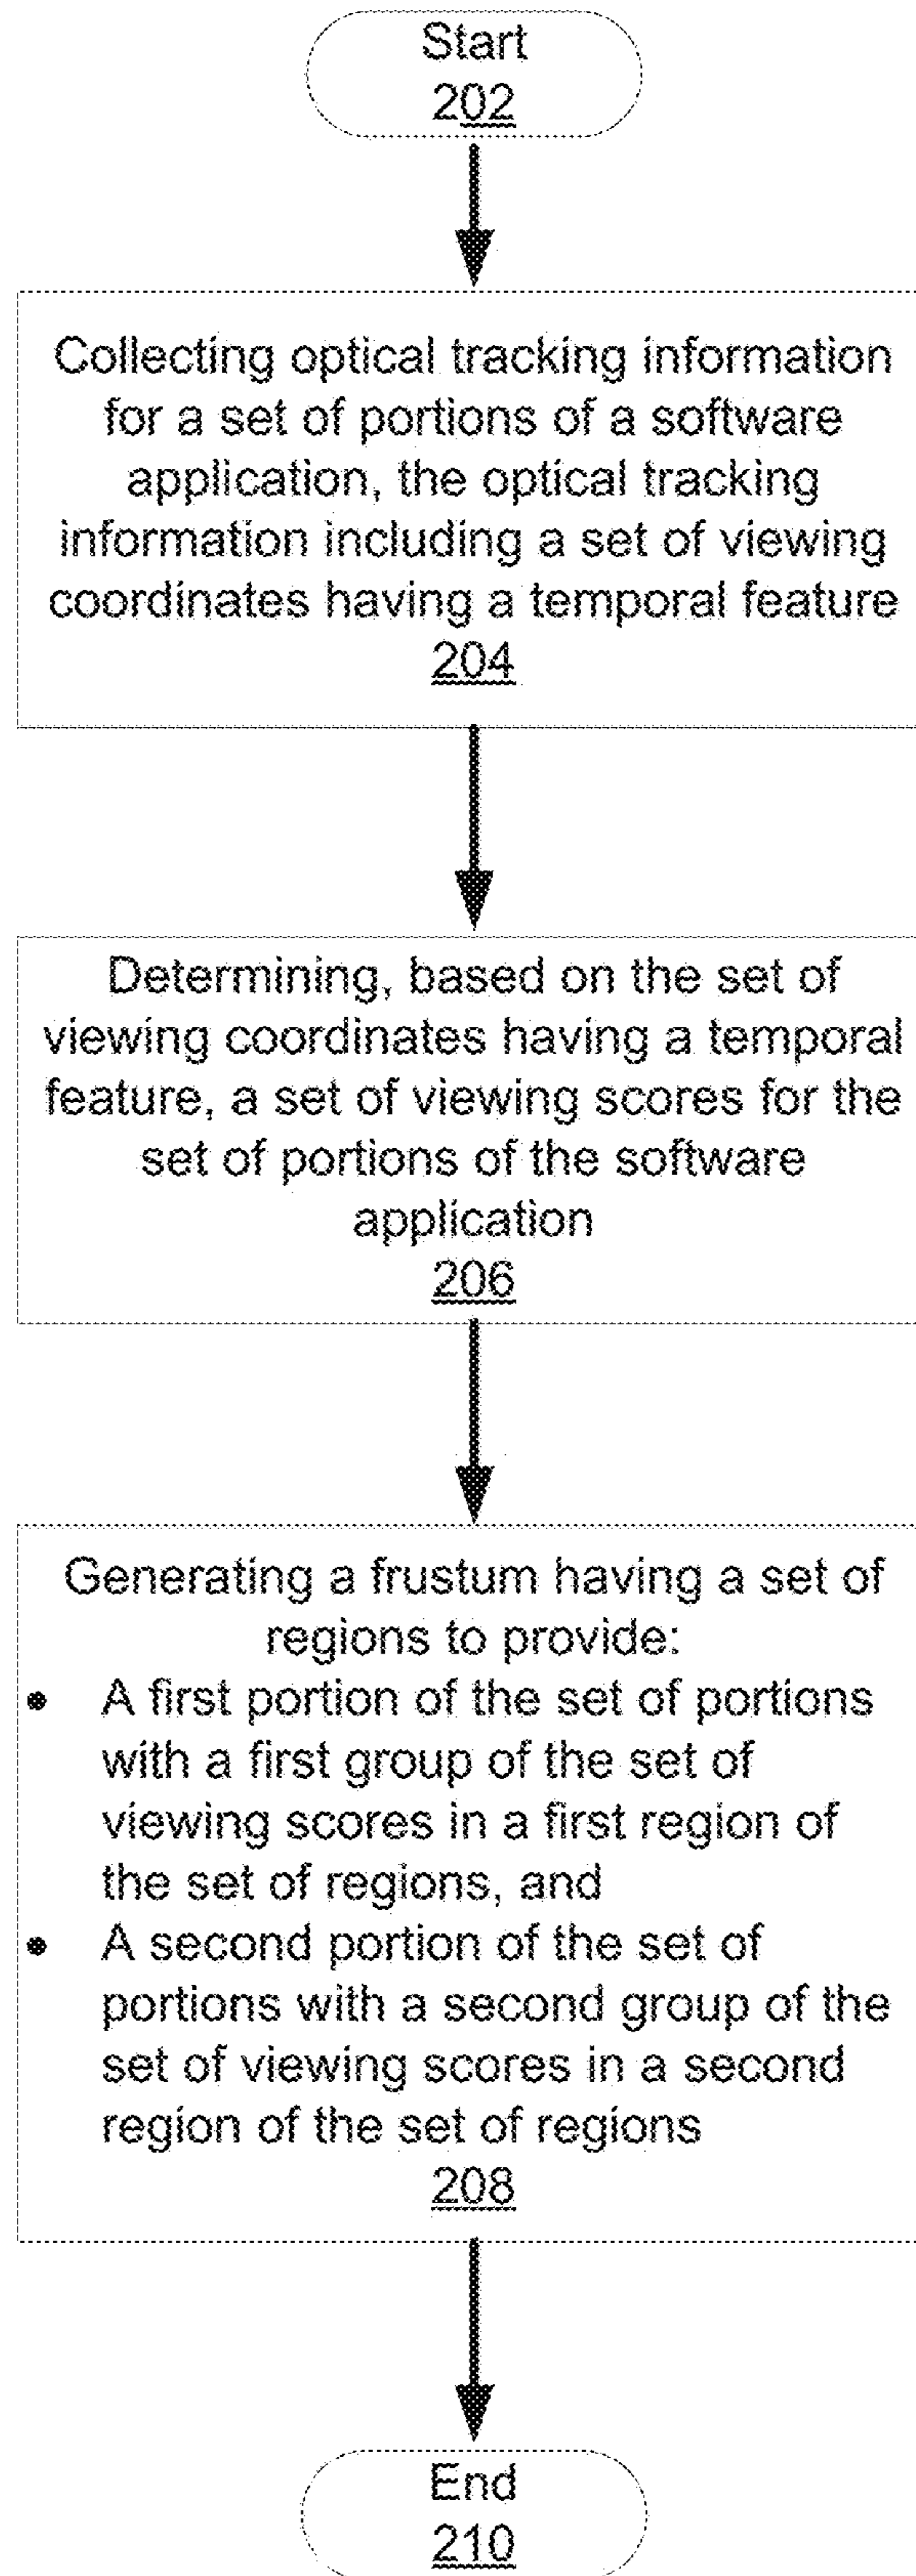 Start
202
Collecting optical tracking information
for a set of portions of a software
application, the optical tracking
information including a set of viewing
coordinates having a temporal feature
204
Determining, based on the set of
viewing coordinates having a temporal
feature, a set of viewing scores for the
set of portions of the software
application
206
Generating a frustum having a set of
regions to provide:
• A first portion of the set of portions
with a first group of the set of
viewing scores in a first region of
the set of regions, and
• A second portion of the set of
portions with a second group of the
set of viewing scores in a second
region of the set of regions
208
End
210